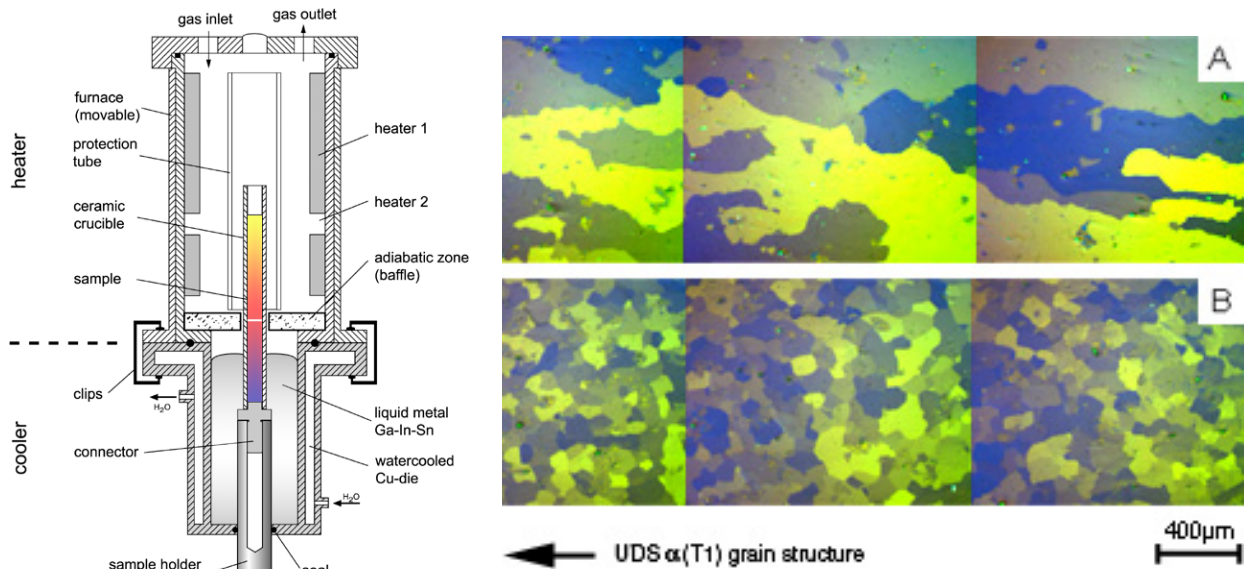 gas inlet
gas outlet
furnace
(movable)
protection
tube
ceramic
crucible
sample
heater 1
heater 2
adiabatic zone
(baffle)
heater
cooler
clips
H₂O
connector
liquid metal
Ga-In-Sn
watercooled
Cu-die
H₂O
sample holder
seal
A
B
UDS α(T1) grain structure
400µm